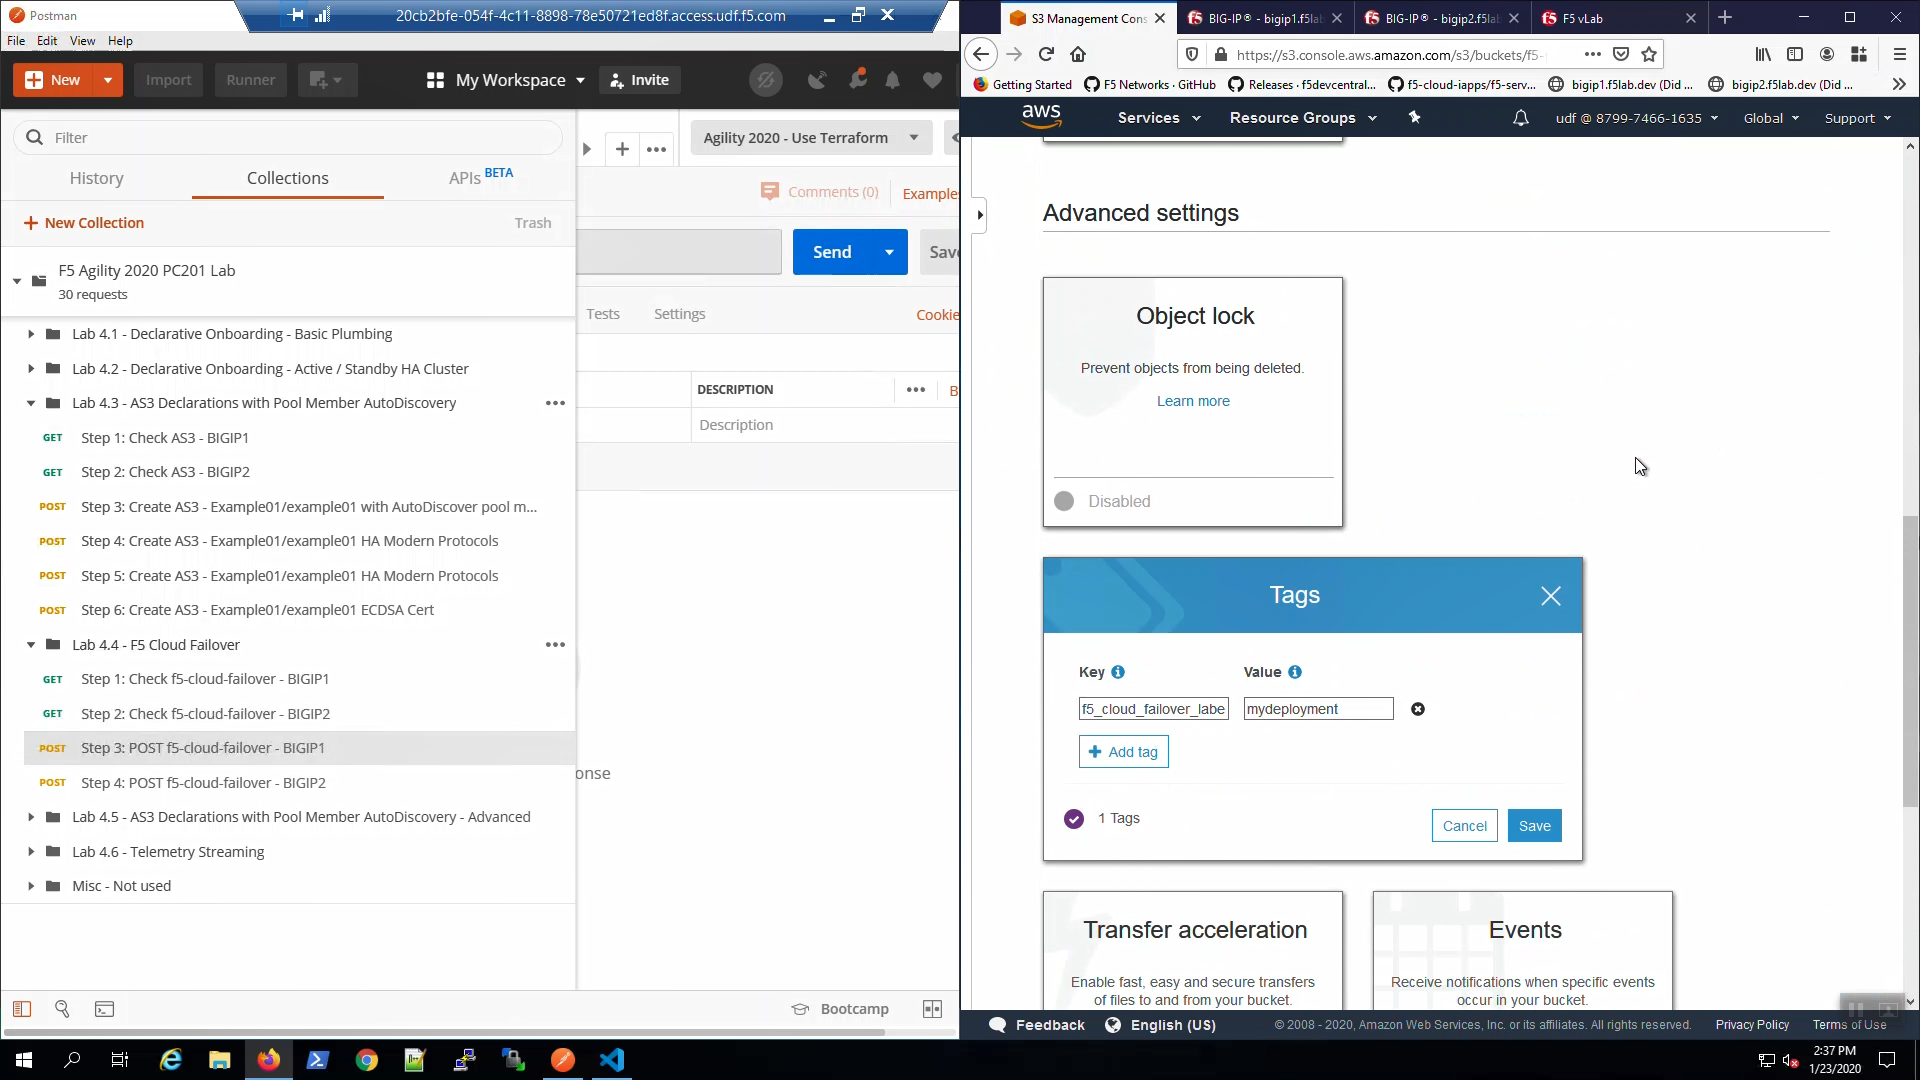 Postman
20cb2bfe-054f-4c11-8898-78e50721ed8f.access.udf.f5.com
File Edit View Help
New
Import
Runner
My Workspace
Invite
Filter
History
Collections
APIs BETA
New Collection
Trash
F5 Agility 2020 PC201 Lab
30 requests
Lab 4.1 - Declarative Onboarding - Basic Plumbing
Lab 4.2 - Declarative Onboarding - Active / Standby HA Cluster
Lab 4.3 - AS3 Declarations with Pool Member AutoDiscovery
GET Step 1: Check AS3 - BIGIP1
GET Step 2: Check AS3 - BIGIP2
POST Step 3: Create AS3 - Example01/example01 with AutoDiscover pool m...
POST Step 4: Create AS3 - Example01/example01 HA Modern Protocols
POST Step 5: Create AS3 - Example01/example01 HA Modern Protocols
POST Step 6: Create AS3 - Example01/example01 ECDSA Cert
Lab 4.4 - F5 Cloud Failover
GET Step 1: Check f5-cloud-failover - BIGIP1
GET Step 2: Check f5-cloud-failover - BIGIP2
POST Step 3: POST f5-cloud-failover - BIGIP1
POST Step 4: POST f5-cloud-failover - BIGIP2
Lab 4.5 - AS3 Declarations with Pool Member AutoDiscovery - Advanced
Lab 4.6 - Telemetry Streaming
Misc - Not used
Agility 2020 - Use Terraform
Comments (0)
Examples
Send
Save
Tests
Settings
Cookie
DESCRIPTION
B
Description
onse
Bootcamp
S3 Management Cons
BIG-IP® - bigip1.f5lab
BIG-IP® - bigip2.f5lab
F5 vLab
https://s3.console.aws.amazon.com/s3/buckets/f5-
Getting Started
F5 Networks · GitHub
Releases · f5devcentral...
f5-cloud-iapps/f5-serv...
bigip1.f5lab.dev (Did ...
bigip2.f5lab.dev (Did ...
aws
Services
Resource Groups
udf @ 8799-7466-1635
Global
Support
Advanced settings
Object lock
Prevent objects from being deleted.
Learn more
Disabled
Tags
Key
Value
f5_cloud_failover_labe
mydeployment
Add tag
1 Tags
Cancel
Save
Transfer acceleration
Enable fast, easy and secure transfers
of files to and from your bucket.
Events
Receive notifications when specific events
occur in your bucket.
Feedback
English (US)
© 2008 - 2020, Amazon Web Services, Inc. or its affiliates. All rights reserved.
Privacy Policy
Terms of Use
2:37 PM
1/23/2020